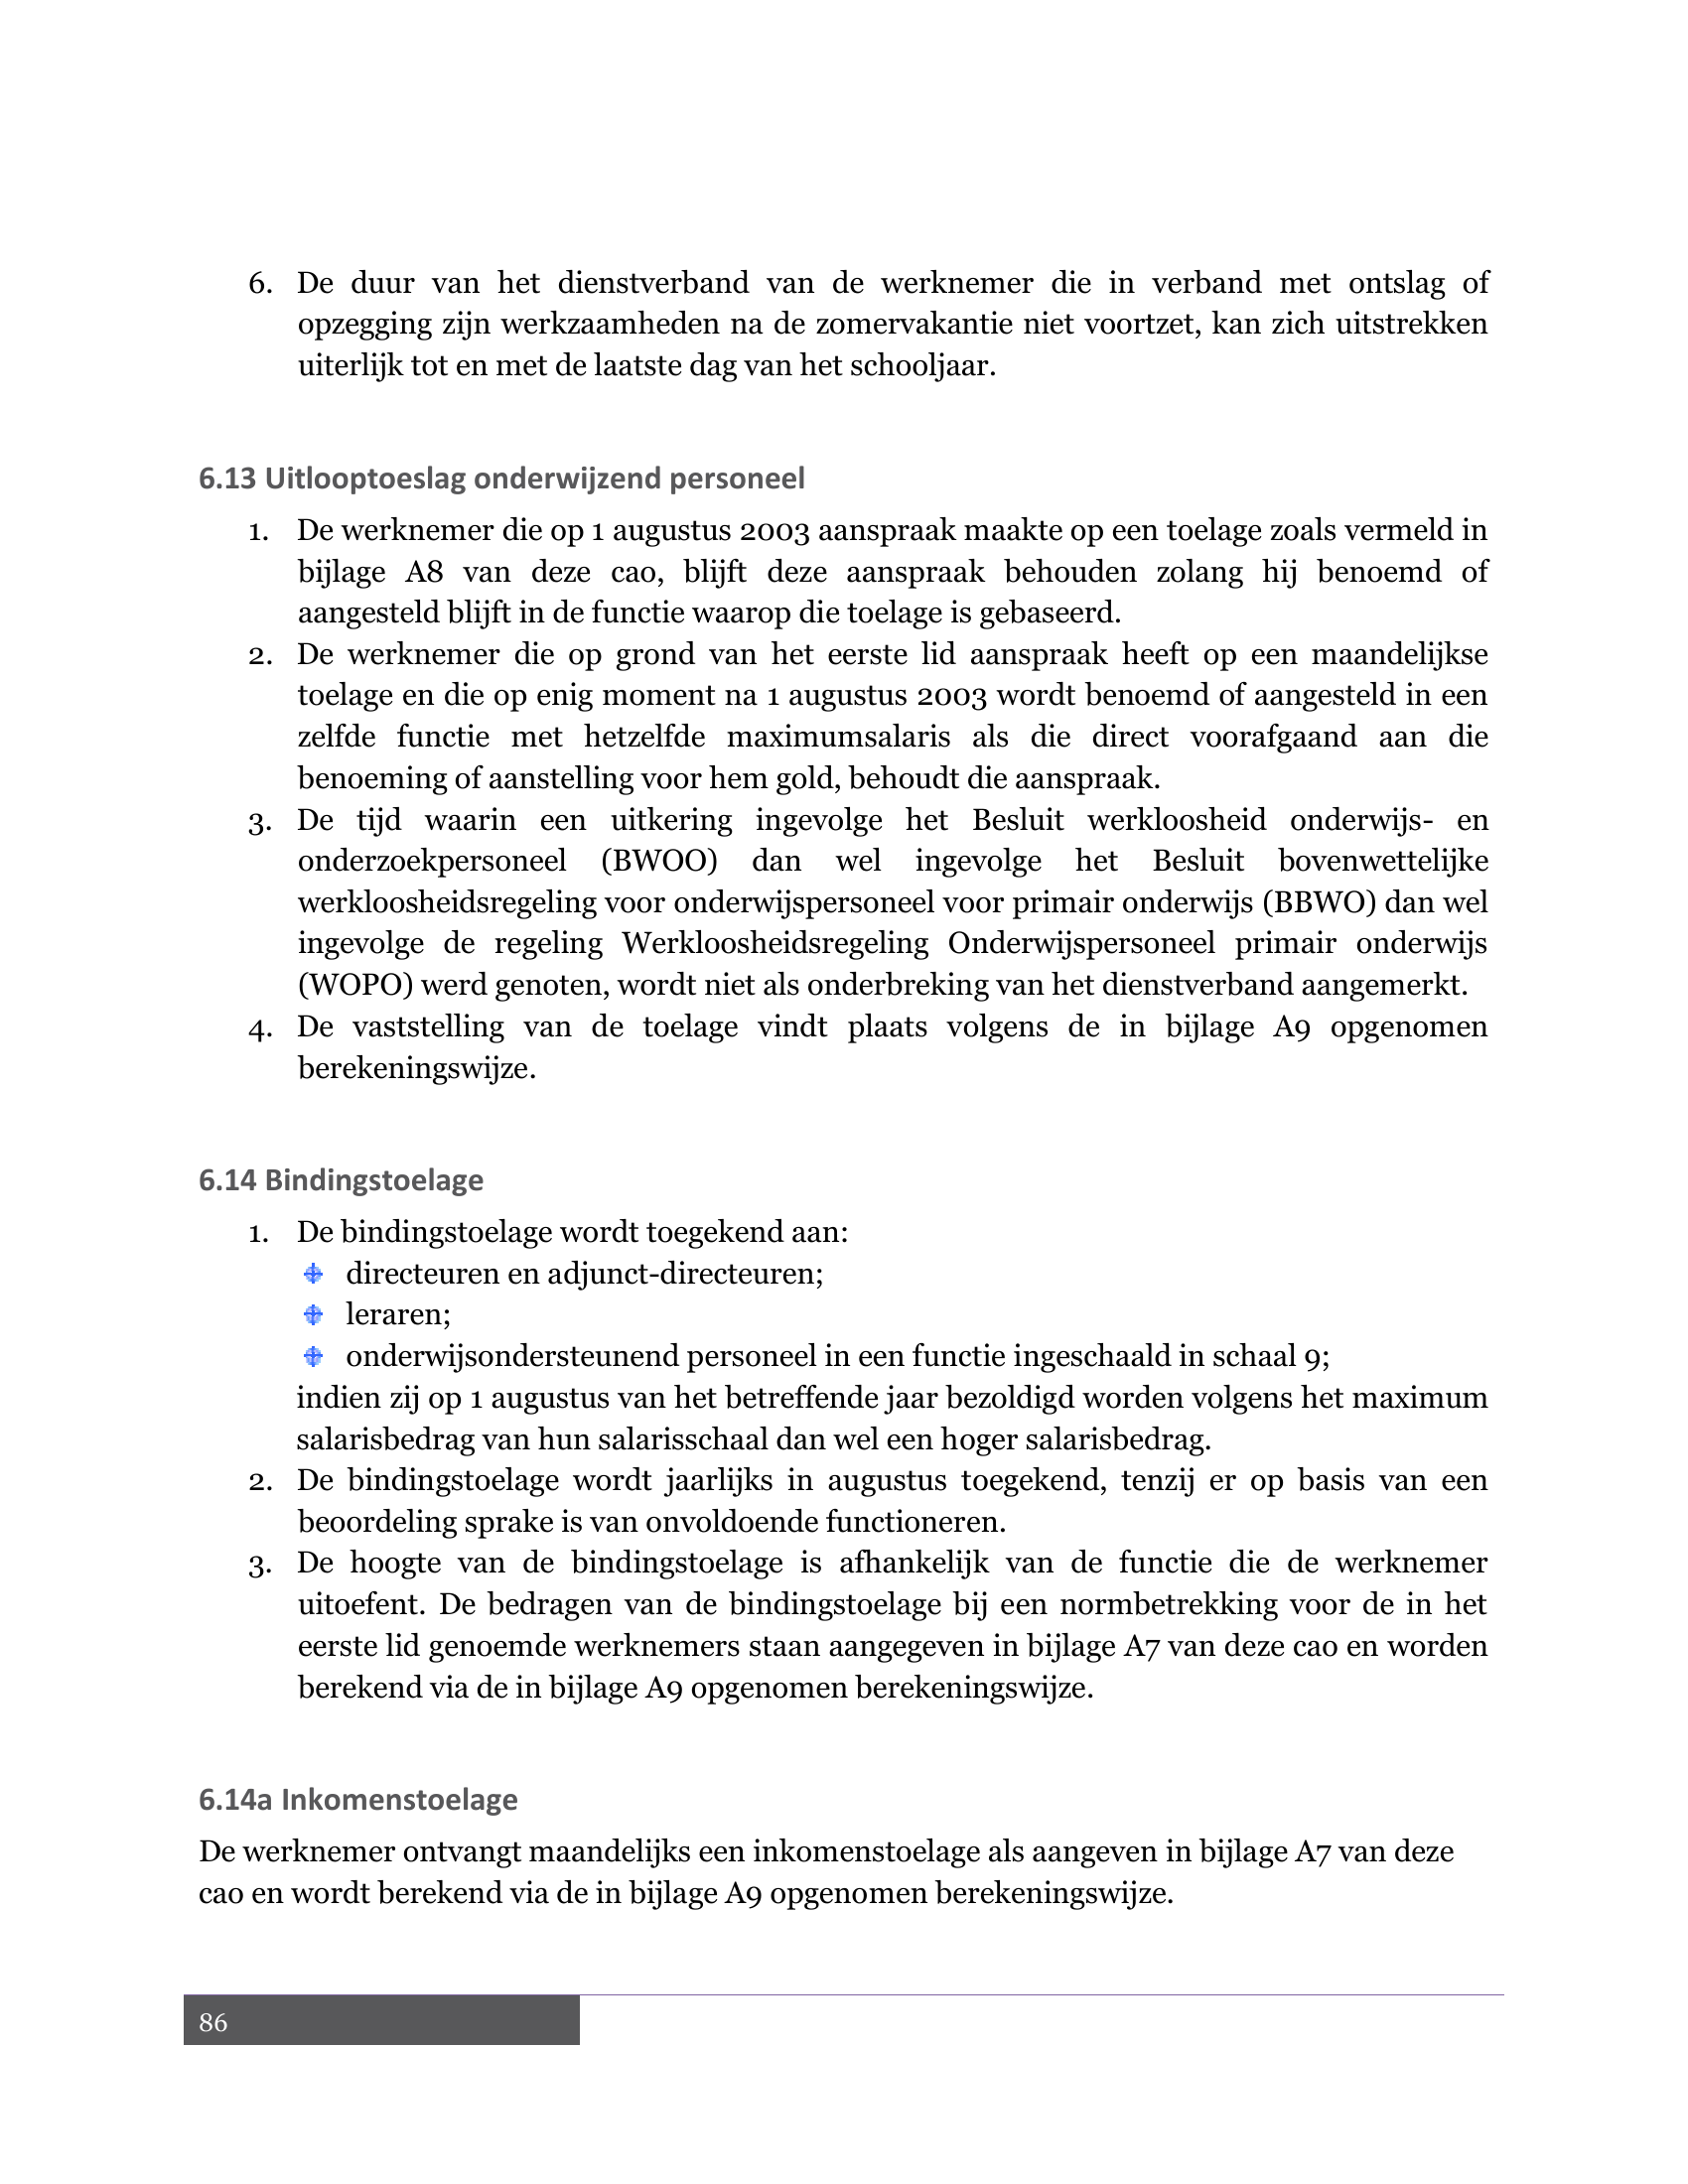 6. De duur van het dienstverband van de werknemer die in verband met ontslag of
opzegging zijn werkzaamheden na de zomervakantie niet voortzet, kan zich uitstrekken
uiterlijk tot en met de laatste dag van het schooljaar.
6.13 Uitlooptoeslag onderwijzend personeel
1. De werknemer die op 1 augustus 2003 aanspraak maakte op een toelage zoals vermeld in
bijlage A8 van deze cao, blijft deze aanspraak behouden zolang hij benoemd of
aangesteld blijft in de functie waarop die toelage is gebaseerd.
2. De werknemer die op grond van het eerste lid aanspraak heeft op een maandelijkse
toelage en die op enig moment na 1 augustus 2003 wordt benoemd of aangesteld in een
zelfde functie met hetzelfde maximumsalaris als die direct voorafgaand aan die
benoeming of aanstelling voor hem gold, behoudt die aanspraak.
3. De tijd waarin een uitkering ingevolge het Besluit werkloosheid onderwijs- en
onderzoekpersoneel (BWOO) dan wel ingevolge het Besluit bovenwettelijke
werkloosheidsregeling voor onderwijspersoneel voor primair onderwijs (BBWO) dan wel
ingevolge de regeling Werkloosheidsregeling Onderwijspersoneel primair onderwijs
(WOPO) werd genoten, wordt niet als onderbreking van het dienstverband aangemerkt.
4. De vaststelling van de toelage vindt plaats volgens de in bijlage A9 opgenomen
berekeningswijze.
6.14 Bindingstoelage
1. De bindingstoelage wordt toegekend aan:
directeuren en adjunct-directeuren;
leraren;
onderwijsondersteunend personeel in een functie ingeschaald in schaal 9;
indien zij op 1 augustus van het betreffende jaar bezoldigd worden volgens het maximum
salarisbedrag van hun salarisschaal dan wel een hoger salarisbedrag.
2. De bindingstoelage wordt jaarlijks in augustus toegekend, tenzij er op basis van een
beoordeling sprake is van onvoldoende functioneren.
3. De hoogte van de bindingstoelage is afhankelijk van de functie die de werknemer
uitoefent. De bedragen van de bindingstoelage bij een normbetrekking voor de in het
eerste lid genoemde werknemers staan aangegeven in bijlage A7 van deze cao en worden
berekend via de in bijlage A9 opgenomen berekeningswijze.
6.14a Inkomenstoelage
De werknemer ontvangt maandelijks een inkomenstoelage als aangeven in bijlage A7 van deze
cao en wordt berekend via de in bijlage A9 opgenomen berekeningswijze.
86